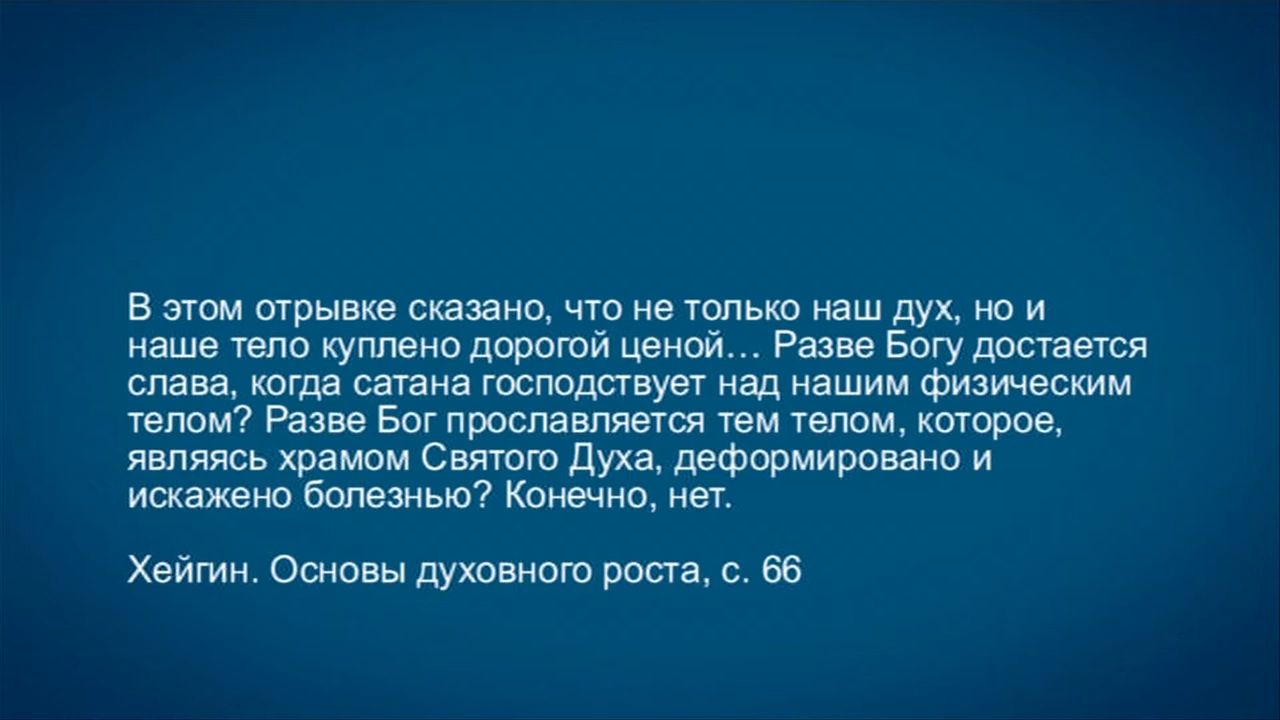 В этом отрывке сказано, что не только наш дух, но и
наше тело куплено дорогой ценой… Разве Богу достается
слава, когда сатана господствует над нашим физическим
телом? Разве Бог прославляется тем телом, которое,
являясь храмом Святого Духа, деформировано и
искажено болезнью? Конечно, нет.
Хейгин. Основы духовного роста, с. 66